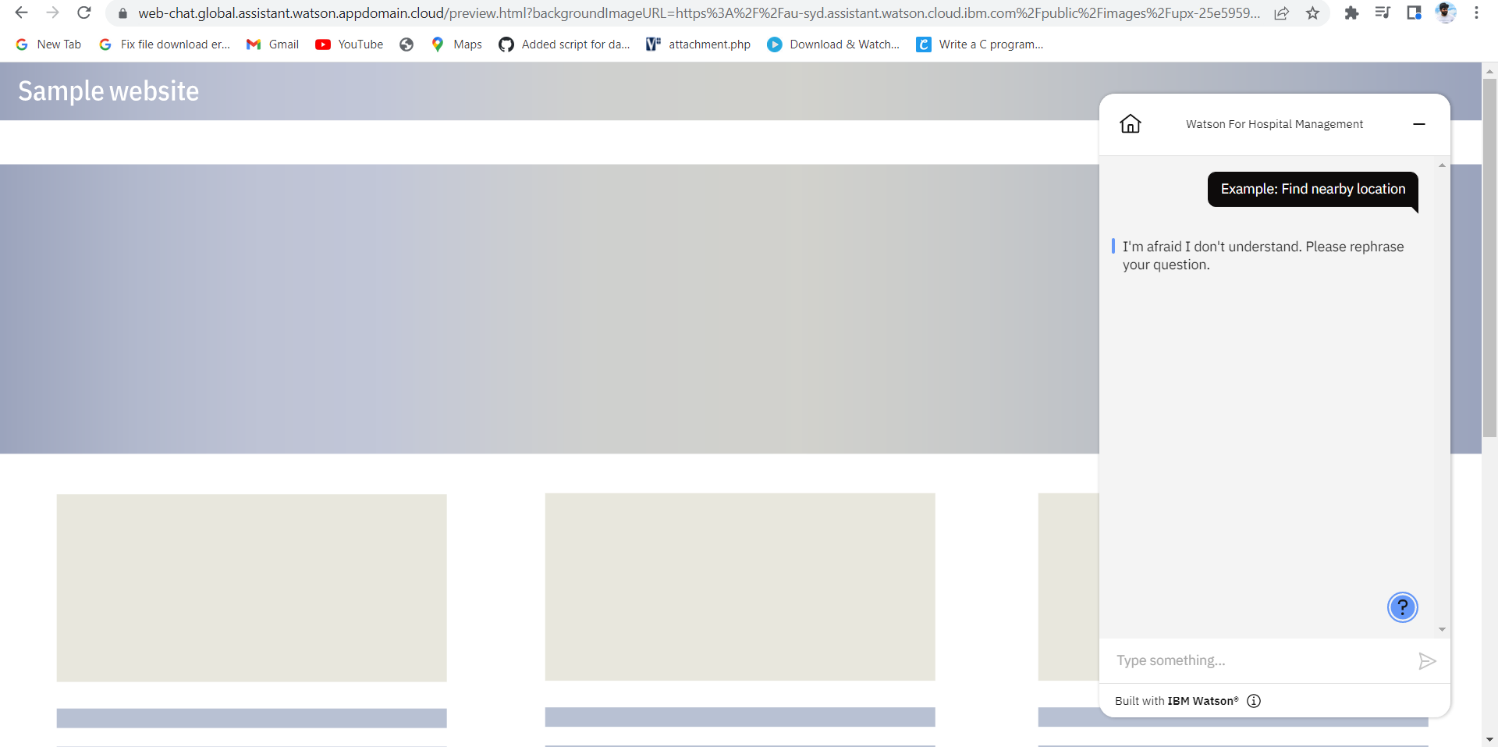 web-chat.global.assistant.watson.appdomain.cloud/preview.html?backgroundImageURL=https%3A%2F%2Fau-syd.assistant.watson.cloud.ibm.com%2Fpublic%2Fimages%2Fupx-25e5959...
New Tab Fix file download er... Gmail YouTube Maps Added script for da... attachment.php Download & Watch... Write a C program...
Sample website
Watson For Hospital Management
Example: Find nearby location
I'm afraid I don't understand. Please rephrase
your question.
?
Type something...
Built with IBM Watson®